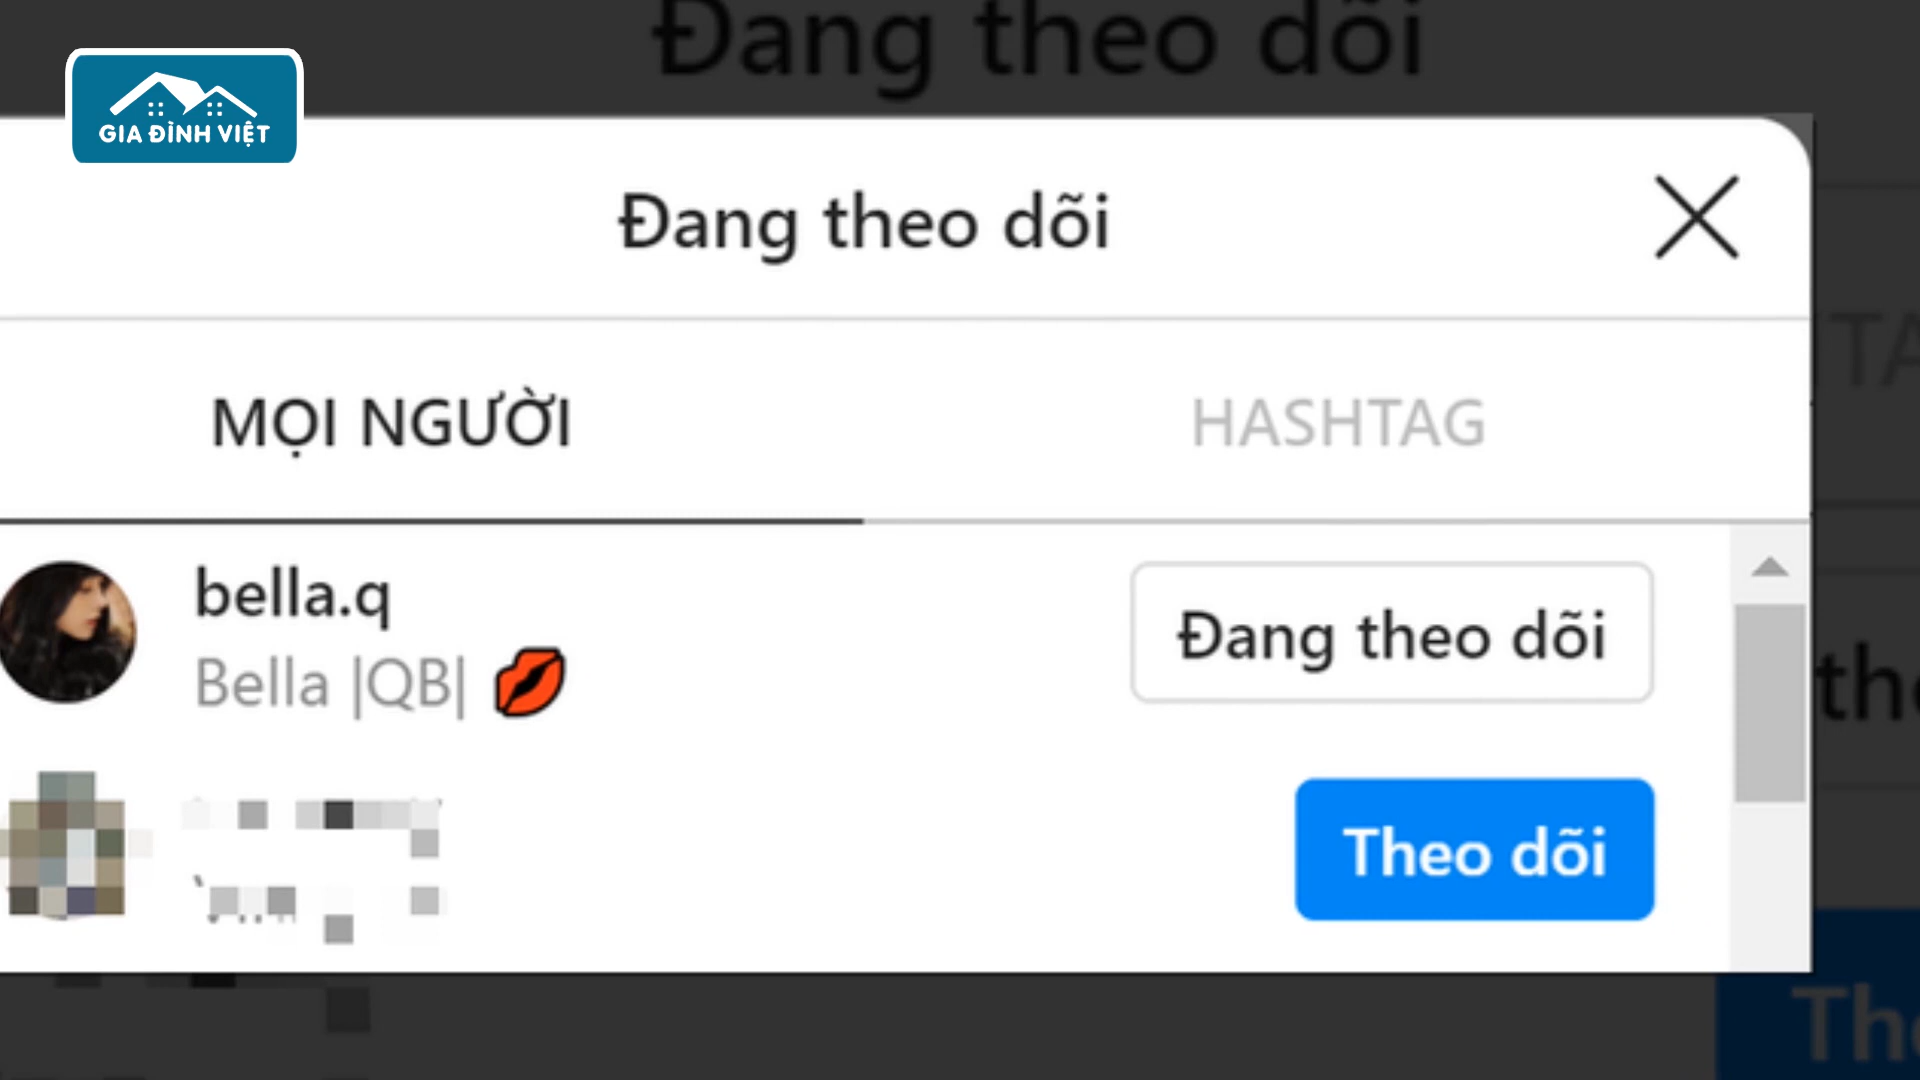 Đang theo dõi
GIA ĐÌNH VIỆT
Đang theo dõi
MỌI NGƯỜI
HASHTAG
bella.q
Đang theo dõi
Bella |QB| 💋
Theo dõi